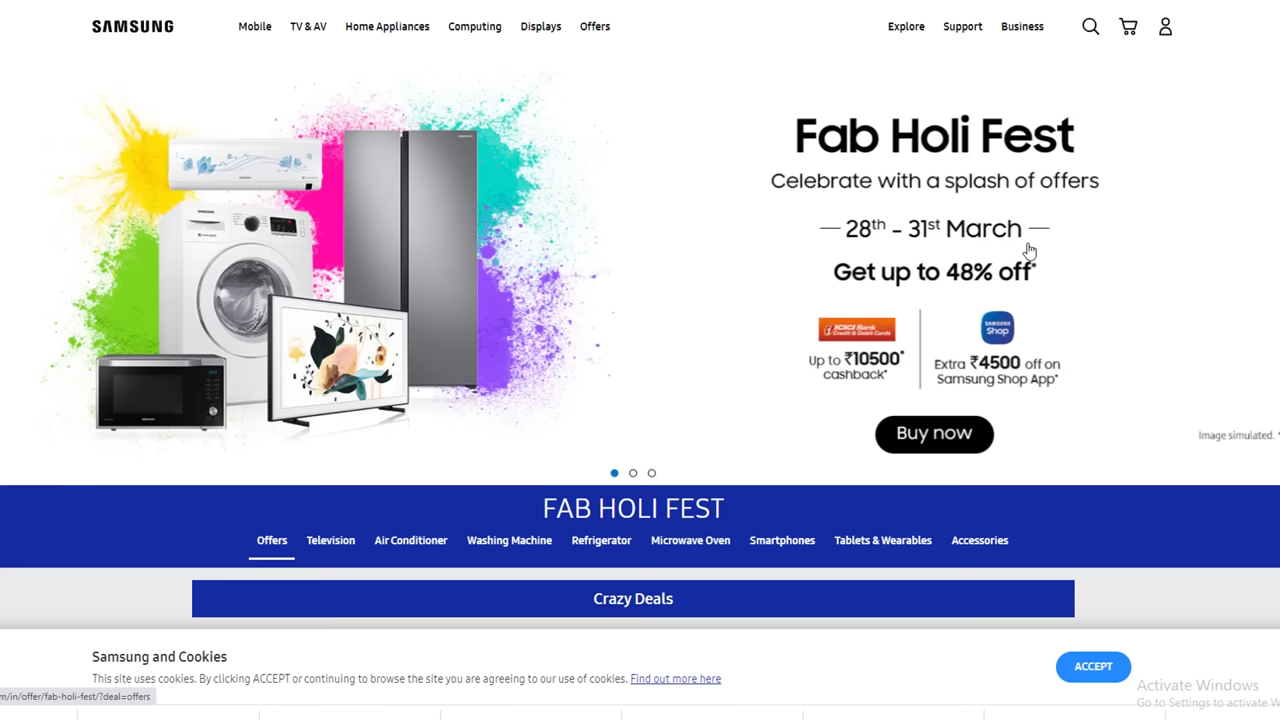 SAMSUNG
Mobile TV & AV Home Appliances Computing Displays Offers
Explore Support Business
Fab Holi Fest
Celebrate with a splash of offers
28th - 31st March
Get up to 48% off*
ICICI Bank
Credit & Debit Cards
Up to ₹10500*
cashback*
SAMSUNG
Shop
Extra ₹4500 off on
Samsung Shop App*
Buy now
Image simulated. *
FAB HOLI FEST
Offers Television Air Conditioner Washing Machine Refrigerator Microwave Oven Smartphones Tablets & Wearables Accessories
Crazy Deals
Samsung and Cookies
This site uses cookies. By clicking ACCEPT or continuing to browse the site you are agreeing to our use of cookies. Find out more here
ACCEPT
m/in/offer/fab-holi-fest/?deal=offers
Activate Windows
Go to Settings to activate W